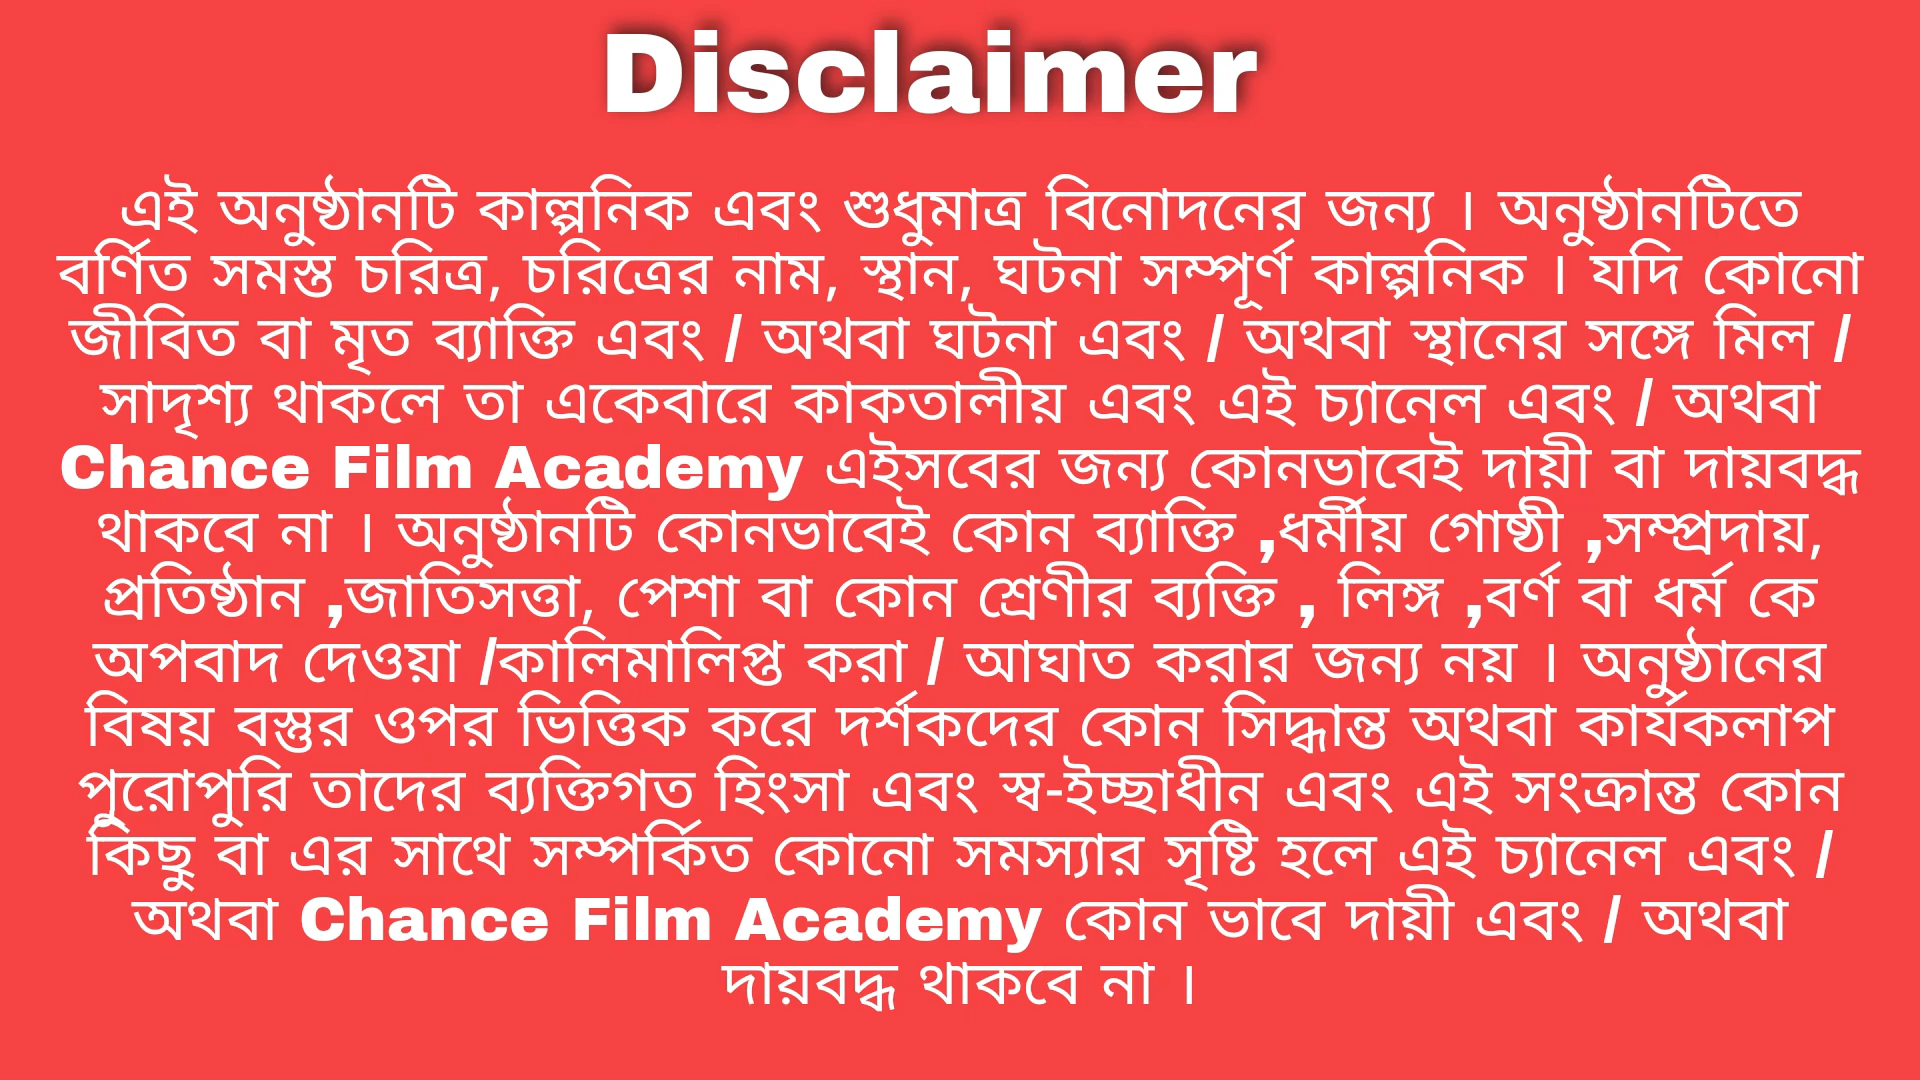 Disclaimer
এই অনুষ্ঠানটি কাল্পনিক এবং শুধুমাত্র বিনোদনের জন্য । অনুষ্ঠানটিতে
বর্ণিত সমস্ত চরিত্র, চরিত্রের নাম, স্থান, ঘটনা সম্পূর্ণ কাল্পনিক । যদি কোনো
জীবিত বা মৃত ব্যাক্তি এবং / অথবা ঘটনা এবং / অথবা স্থানের সঙ্গে মিল /
সাদৃশ্য থাকলে তা একেবারে কাকতালীয় এবং এই চ্যানেল এবং / অথবা
Chance Film Academy এইসবের জন্য কোনভাবেই দায়ী বা দায়বদ্ধ
থাকবে না । অনুষ্ঠানটি কোনভাবেই কোন ব্যাক্তি ,ধর্মীয় গোষ্ঠী ,সম্প্রদায়,
প্রতিষ্ঠান ,জাতিসত্তা, পেশা বা কোন শ্রেণীর ব্যক্তি , লিঙ্গ ,বর্ণ বা ধর্ম কে
অপবাদ দেওয়া /কালিমালিপ্ত করা / আঘাত করার জন্য নয় । অনুষ্ঠানের
বিষয় বস্তুর ওপর ভিত্তিক করে দর্শকদের কোন সিদ্ধান্ত অথবা কার্যকলাপ
পুরোপুরি তাদের ব্যক্তিগত হিংসা এবং স্ব-ইচ্ছাধীন এবং এই সংক্রান্ত কোন
কিছু বা এর সাথে সম্পর্কিত কোনো সমস্যার সৃষ্টি হলে এই চ্যানেল এবং /
অথবা Chance Film Academy কোন ভাবে দায়ী এবং / অথবা
দায়বদ্ধ থাকবে না ।